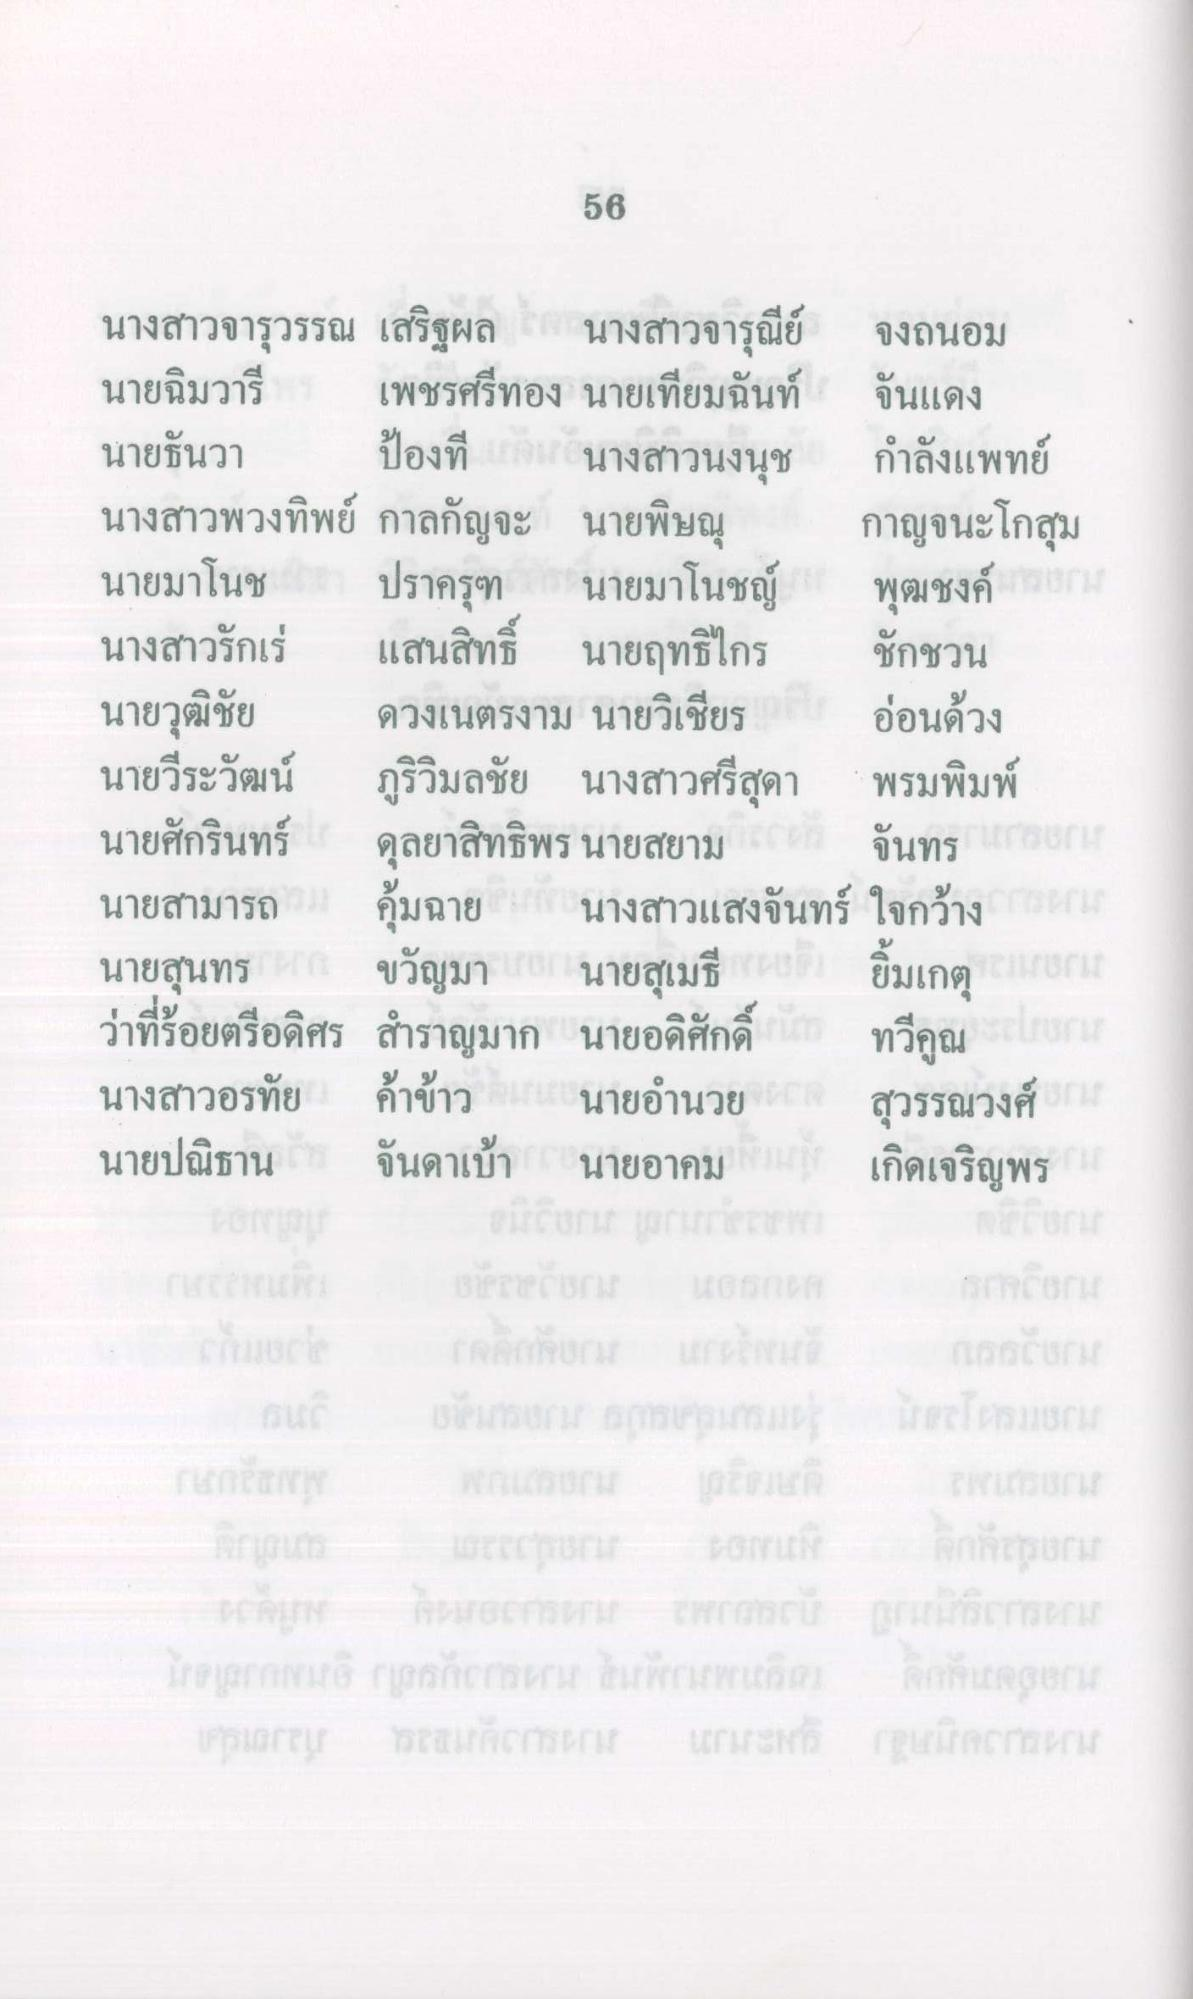 56
นางสาวจารุวรรณ เสริฐผล นางสาวจารุณีย์ จงถนอม
นายฉิมวารี เพชรศรีทอง นายเทียมฉันท์ จันแดง
นายธันวา ป้องที นางสาวนงนุช กำลังแพทย์
นางสาวพวงทิพย์ กาลกัญจะ นายพิษณุ กาญจนะโกสุม
นายมาโนช ปราครุฑ นายมาโนชญ์ พุฒชงค์
นางสาวรักเร่ แสนสิทธิ์ นายฤทธิไกร ชักชวน
นายวุฒิชัย ดวงเนตรงาม นายวิเชียร อ่อนด้วง
นายวีระวัฒน์ ภูริวิมลชัย นางสาวศรีสุดา พรมพิมพ์
นายศักรินทร์ ดุลยาสิทธิพร นายสยาม จันทร
นายสามารถ คุ้มฉาย นางสาวแสงจันทร์ ใจกว้าง
นายสุนทร ขวัญมา นายสุเมธี ยิ้มเกตุ
ว่าที่ร้อยตรีอดิศร สำราญมาก นายอดิศักดิ์ ทวีคูณ
นางสาวอรทัย ค้าข้าว นายอำนวย สุวรรณวงศ์
นายปณิธาน จันดาเบ้า นายอาคม เกิดเจริญพร